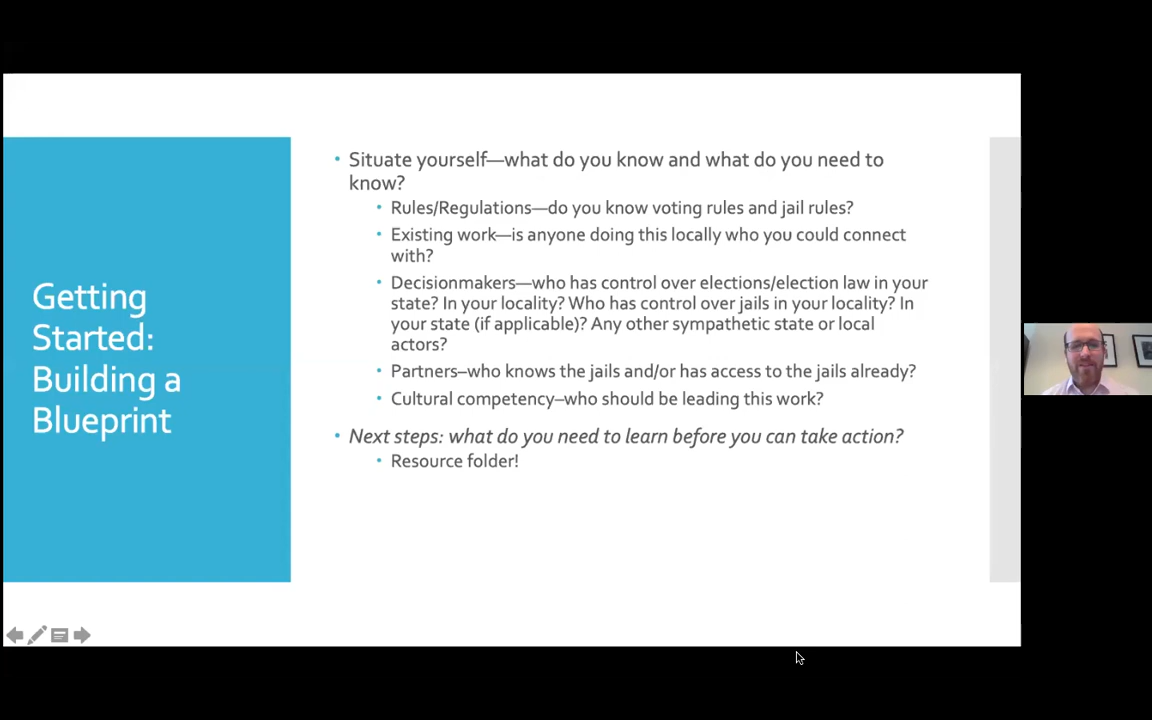 Getting
Started:
Building a
Blueprint
• Situate yourself—what do you know and what do you need to
know?
• Rules/Regulations—do you know voting rules and jail rules?
• Existing work—is anyone doing this locally who you could connect
with?
• Decisionmakers—who has control over elections/election law in your
state? In your locality? Who has control over jails in your locality? In
your state (if applicable)? Any other sympathetic state or local
actors?
• Partners—who knows the jails and/or has access to the jails already?
• Cultural competency—who should be leading this work?
• Next steps: what do you need to learn before you can take action?
• Resource folder!